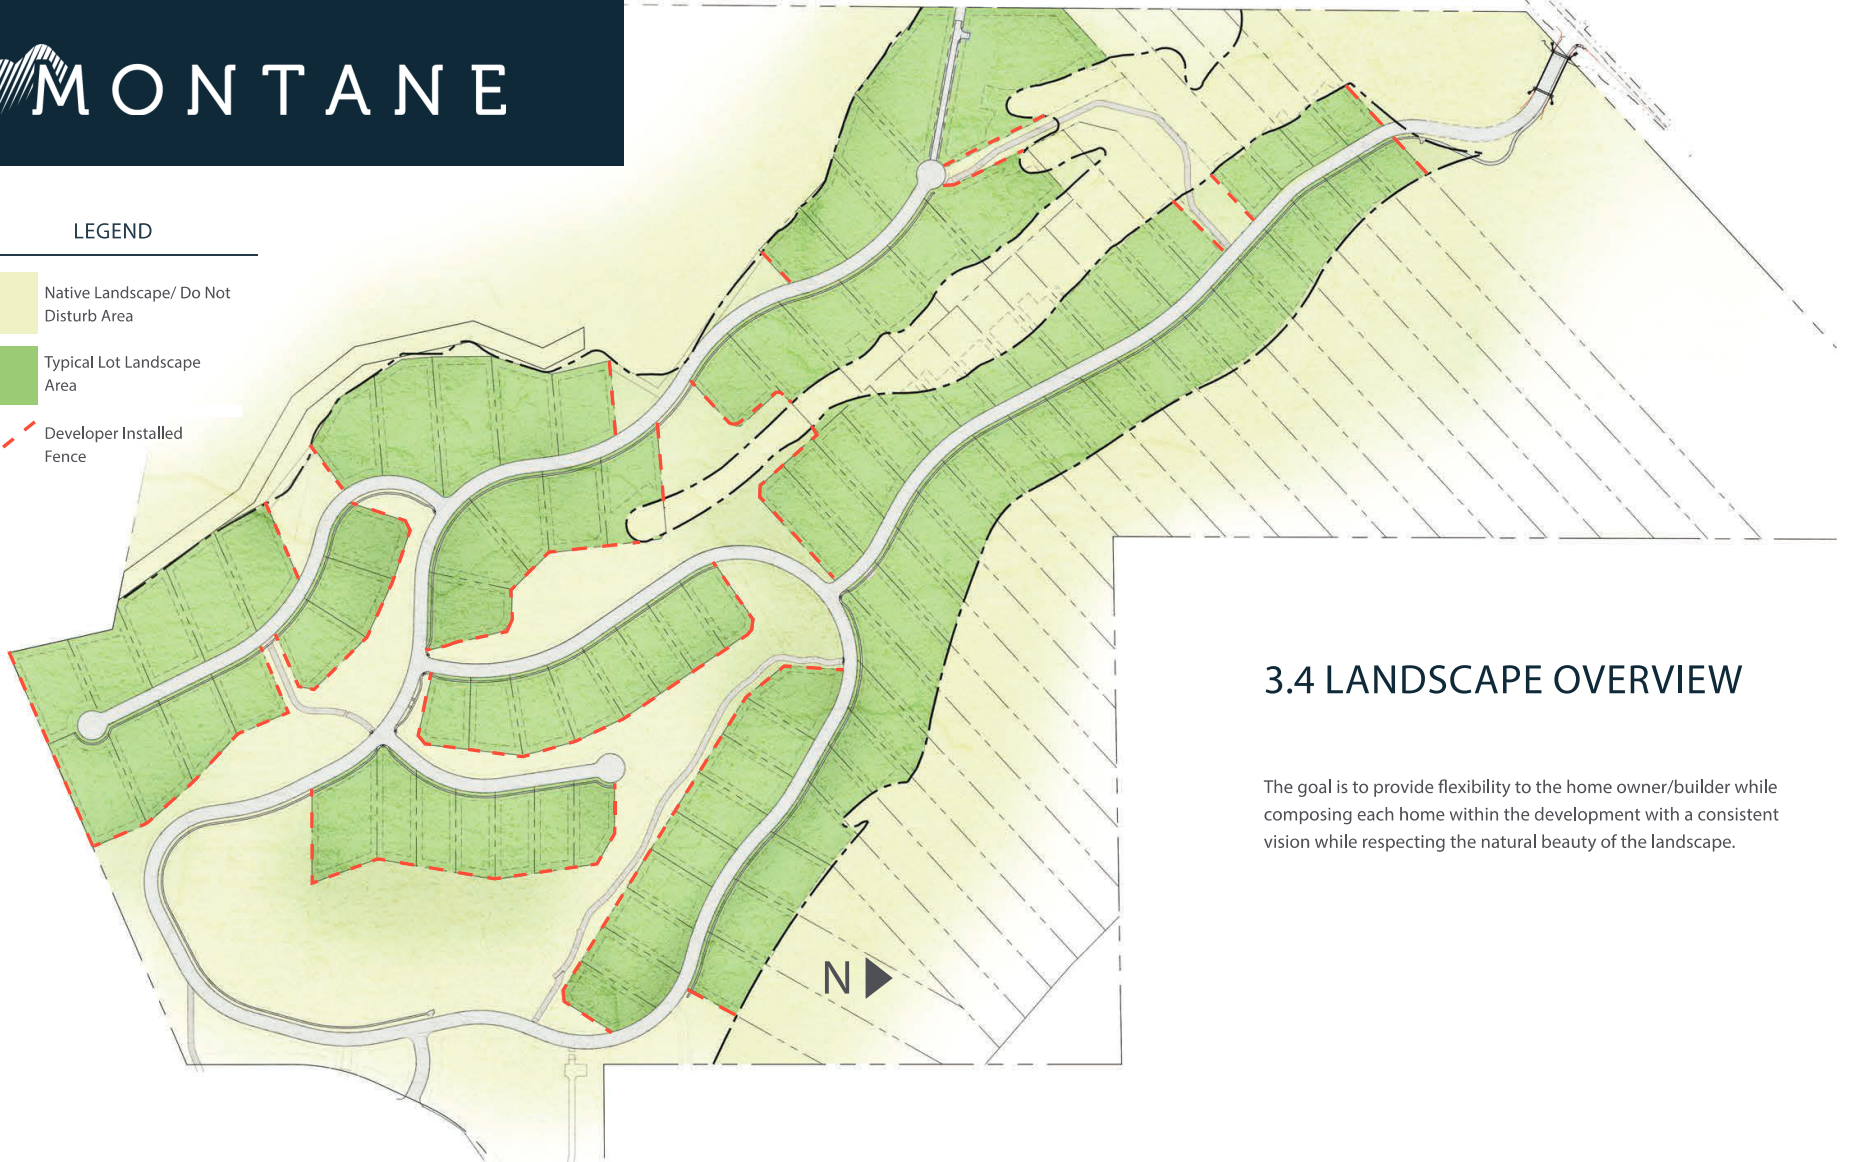 MONTANE
LEGEND
Native Landscape/ Do Not
Disturb Area
Typical Lot Landscape
Area
Developer Installed
Fence
3.4 LANDSCAPE OVERVIEW
The goal is to provide flexibility to the home owner/builder while
composing each home within the development with a consistent
vision while respecting the natural beauty of the landscape.
N